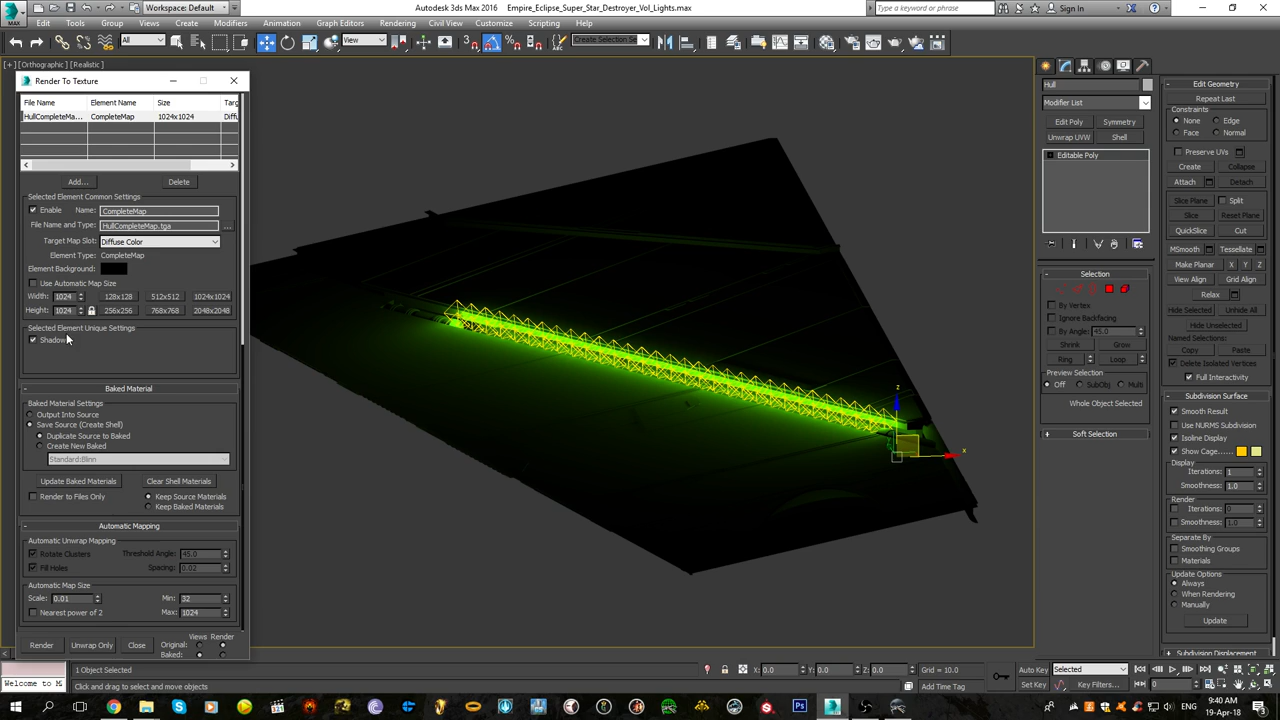 Workspace: Default
Autodesk 3ds Max 2016
Empire_Eclipse_Super_Star_Destroyer_Vol_Lights.max
Type a keyword or phrase
Sign In
MAX
Edit Tools Group Views Create Modifiers Animation Graph Editors Rendering Civil View Customize Scripting Help
All
View
Create Selection Se
[+] [Orthographic] [Realistic]
Render To Texture
File Name Element Name Size Targ
HullCompleteMa... CompleteMap 1024x1024 Diffu
Add... Delete
Selected Element Common Settings
Enable Name: CompleteMap
File Name and Type: HullCompleteMap.tga ...
Target Map Slot: Diffuse Color
Element Type: CompleteMap
Element Background:
Use Automatic Map Size
Width: 1024 128x128 512x512 1024x1024
Height: 1024 256x256 768x768 2048x2048
Selected Element Unique Settings
Shadow
Baked Material
Baked Material Settings
Output Into Source
Save Source (Create Shell)
Duplicate Source to Baked
Create New Baked
Standard:Blinn
Update Baked Materials Clear Shell Materials
Render to Files Only
Keep Source Materials
Keep Baked Materials
Automatic Mapping
Automatic Unwrap Mapping
Rotate Clusters Threshold Angle: 45.0
Fill Holes Spacing: 0.02
Automatic Map Size
Scale: 0.01 Min: 32
Nearest power of 2 Max: 1024
Views Render
Render Unwrap Only Close Original:
Baked:
z
x
Hull
Modifier List
Edit Poly Symmetry
Unwrap UVW Shell
Editable Poly
Selection
By Vertex
Ignore Backfacing
By Angle: 45.0
Shrink Grow
Ring Loop
Preview Selection
Off SubObj Multi
Whole Object Selected
Soft Selection
Edit Geometry
Repeat Last
Constraints
None Edge
Face Normal
Preserve UVs
Create Collapse
Attach Detach
Slice Plane Split
Slice Reset Plane
QuickSlice Cut
MSmooth Tessellate
Make Planar X Y Z
View Align Grid Align
Relax
Hide Selected Unhide All
Hide Unselected
Named Selections:
Copy Paste
Delete Isolated Vertices
Full Interactivity
Subdivision Surface
Smooth Result
Use NURMS Subdivision
Isoline Display
Show Cage......
Display
Iterations: 1
Smoothness: 1.0
Render
Iterations: 0
Smoothness: 1.0
Separate By
Smoothing Groups
Materials
Update Options
Always
When Rendering
Manually
Update
Subdivision Displacement
Welcome to M
1 Object Selected
Click and drag to select and move objects
X: 0.0 Y: 0.0 Z: 0.0 Grid = 10.0
Add Time Tag
Auto Key Selected
Set Key Key Filters...
0
9:40 AM
19-Apr-18